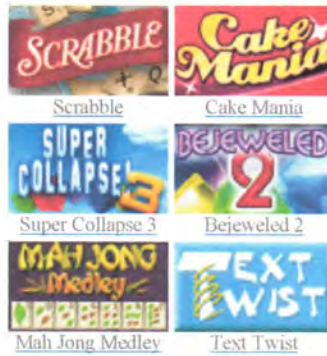 SCRABBLE
Cake Mania
Scrabble
Cake Mania
SUPER COLLAPSE! 3
BEJEWELED 2
Super Collapse 3
Bejeweled 2
MAH JONG Medley
TEXT TWIST
Mah Jong Medley
Text Twist